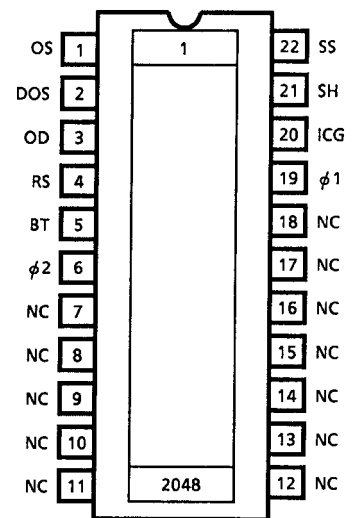 OS 1 1 22 SS
DOS 2 21 SH
OD 3 20 ICG
RS 4 19 ϕ1
BT 5 18 NC
ϕ2 6 17 NC
NC 7 16 NC
NC 8 15 NC
NC 9 14 NC
NC 10 13 NC
NC 11 2048 12 NC